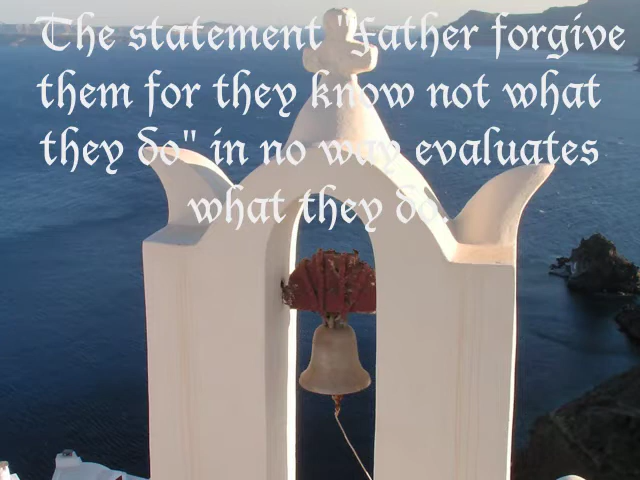 The statement "Father forgive
them for they know not what
they do" in no way evaluates
what they do.